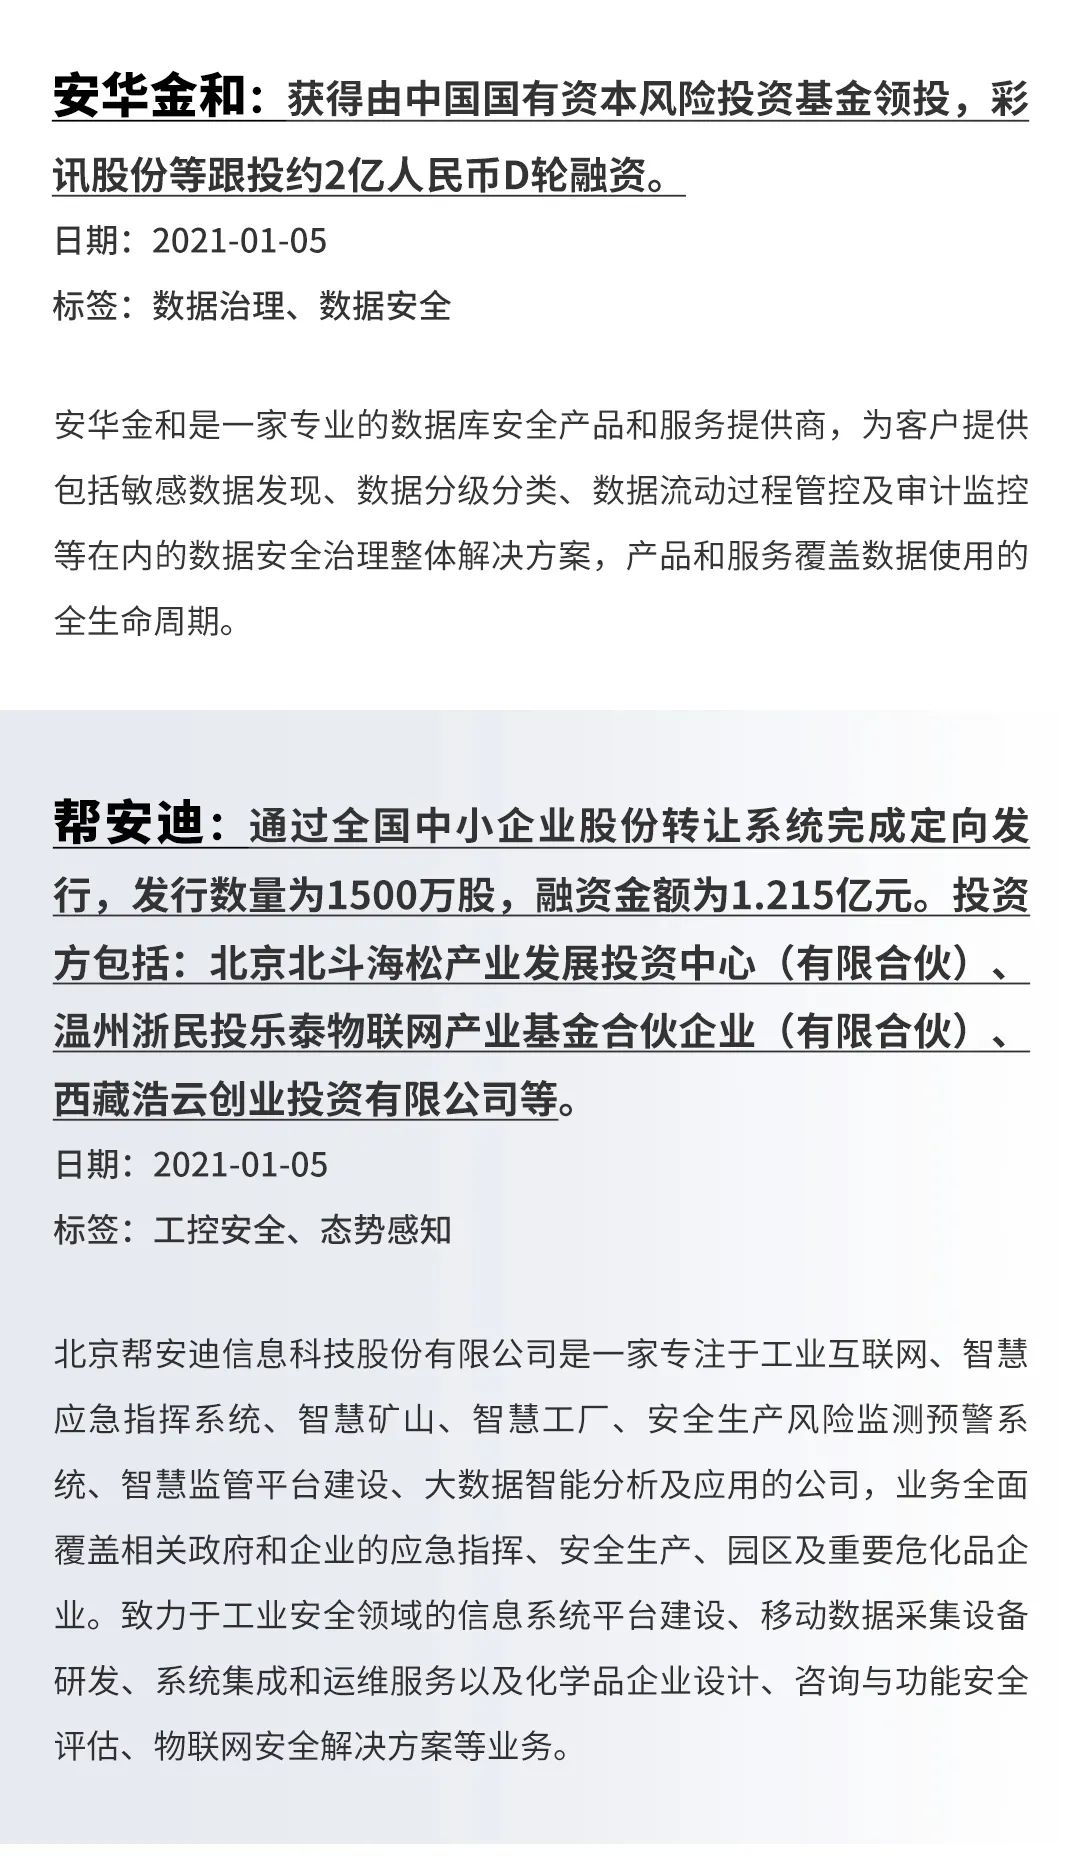 安华金和：获得由中国国有资本风险投资基金领投，彩
讯股份等跟投约2亿人民币D轮融资。
日期：2021-01-05
标签：数据治理、数据安全
安华金和是一家专业的数据库安全产品和服务提供商，为客户提供
包括敏感数据发现、数据分级分类、数据流动过程管控及审计监控
等在内的数据安全治理整体解决方案，产品和服务覆盖数据使用的
全生命周期。
帮安迪：通过全国中小企业股份转让系统完成定向发
行，发行数量为1500万股，融资金额为1.215亿元。投资
方包括：北京北斗海松产业发展投资中心（有限合伙）、
温州浙民投乐泰物联网产业基金合伙企业（有限合伙）、
西藏浩云创业投资有限公司等。
日期：2021-01-05
标签：工控安全、态势感知
北京帮安迪信息科技股份有限公司是一家专注于工业互联网、智慧
应急指挥系统、智慧矿山、智慧工厂、安全生产风险监测预警系
统、智慧监管平台建设、大数据智能分析及应用的公司，业务全面
覆盖相关政府和企业的应急指挥、安全生产、园区及重要危化品企
业。致力于工业安全领域的信息系统平台建设、移动数据采集设备
研发、系统集成和运维服务以及化学品企业设计、咨询与功能安全
评估、物联网安全解决方案等业务。